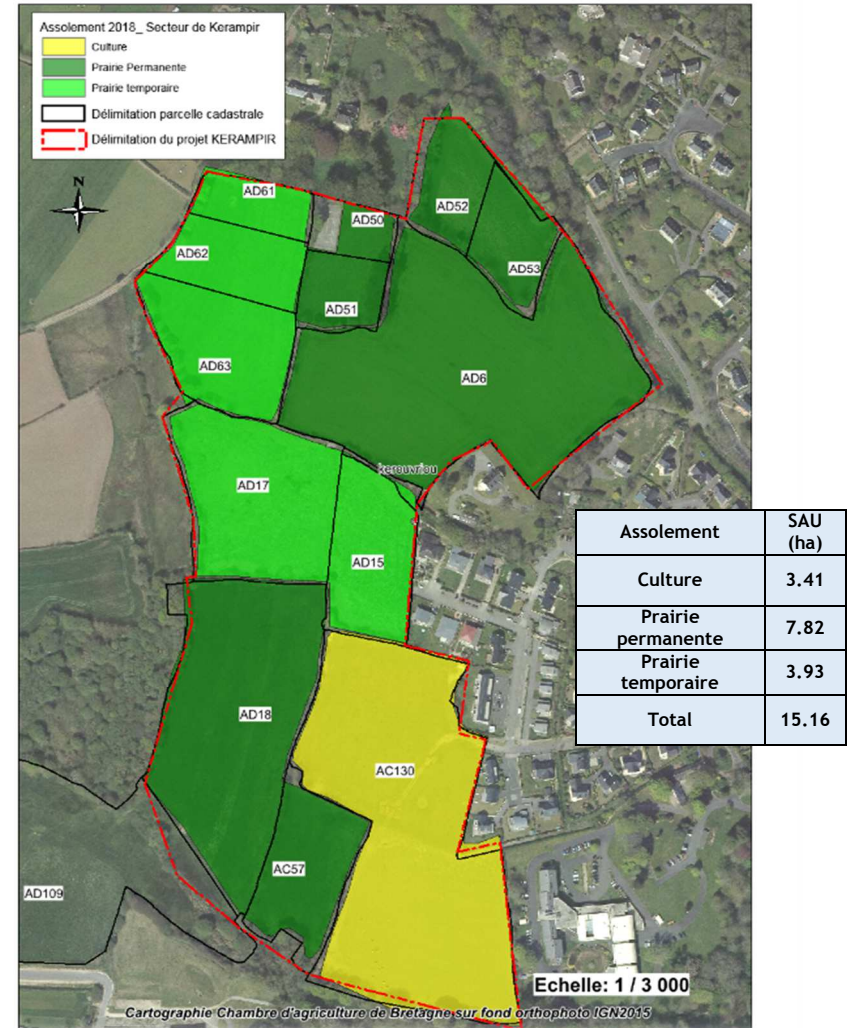 Assolement 2018_ Secteur de Kerampir
Culture
Prairie Permanente
Prairie temporaire
Délimitation parcelle cadastrale
Délimitation du projet KERAMPIR
N
AD61
AD50
AD52
AD62
AD53
AD51
AD63
AD6
kerouvriou
AD17
AD15
AD18
AC130
AC57
AD109
Assolement
SAU
(ha)
Culture 3.41
Prairie
permanente
7.82
Prairie
temporaire
3.93
Total 15.16
Echelle: 1 / 3 000
Cartographie Chambre d'agriculture de Bretagne sur fond orthophoto IGN2015